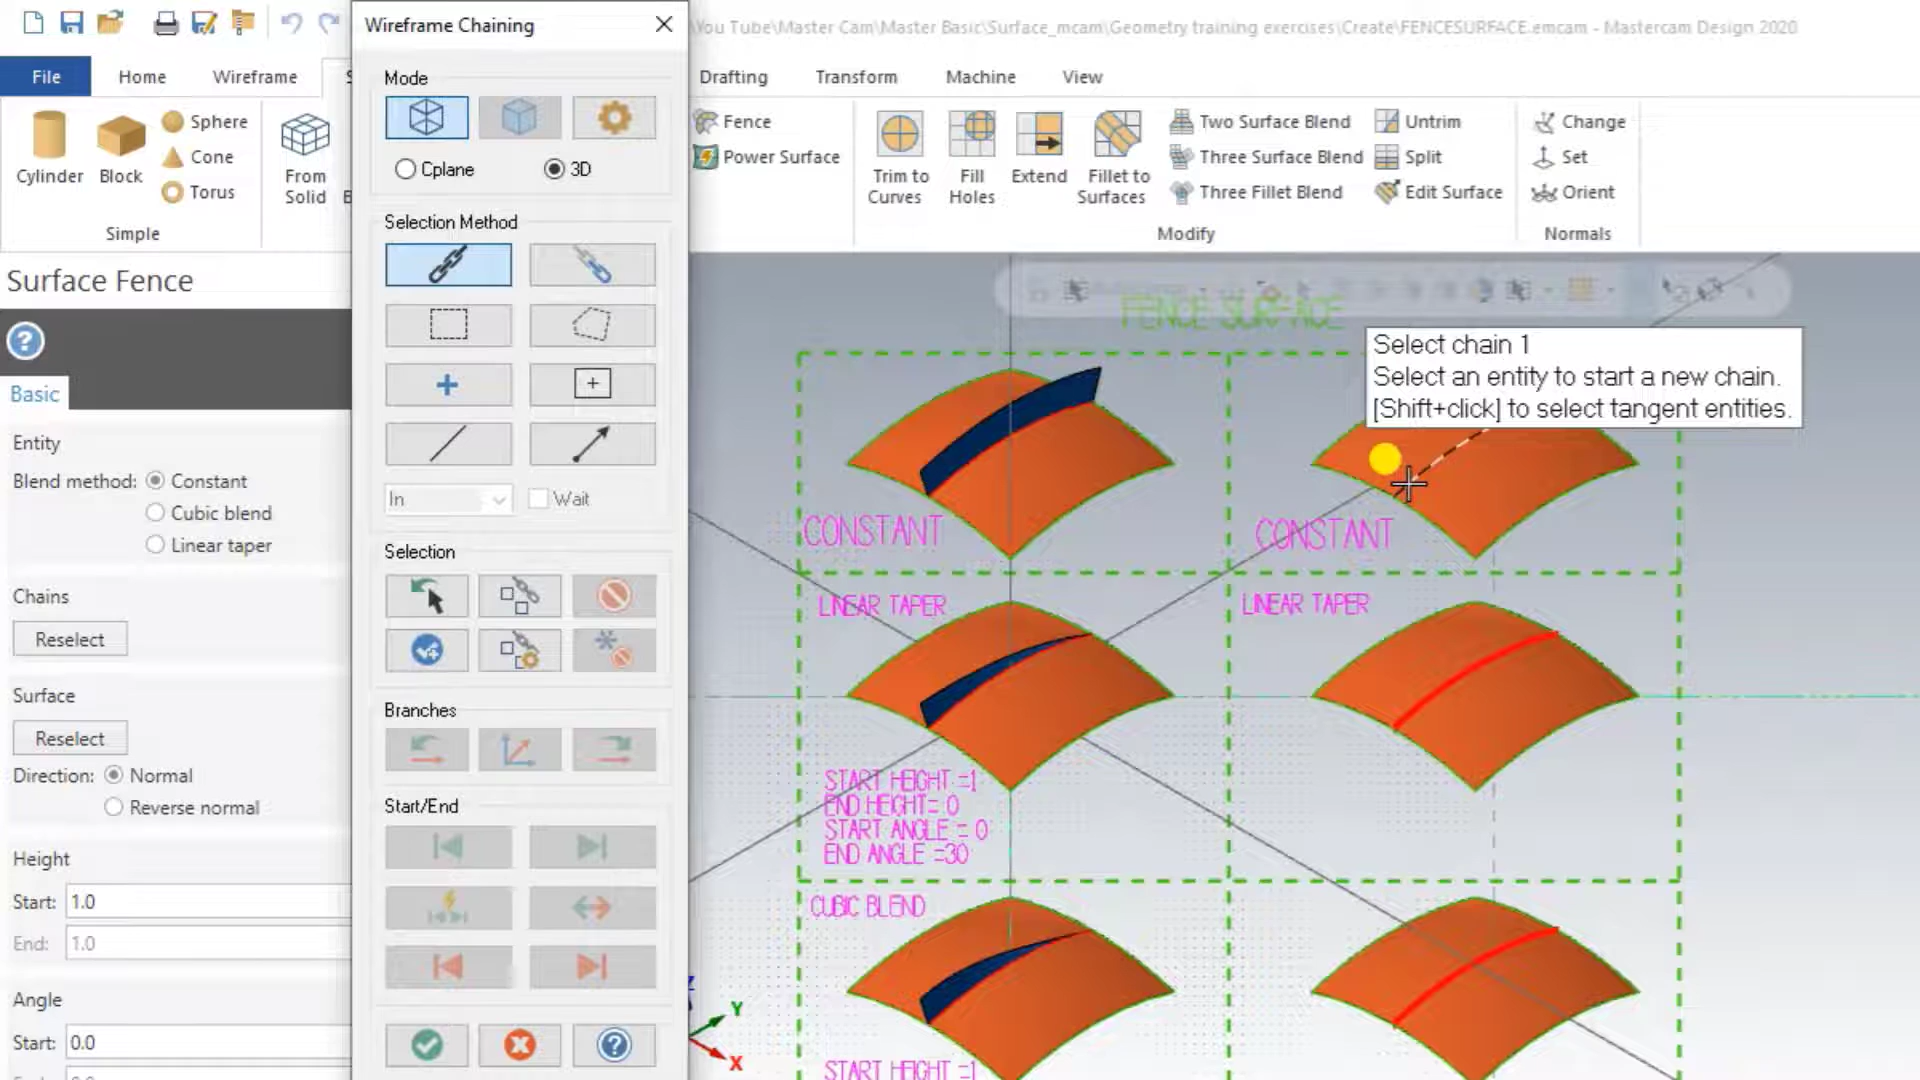 Wireframe Chaining
You Tube\Master Cam\Master Basic\Surface_mcam\Geometry training exercises\Create\FENCESURFACE.emcam - Mastercam Design 2020
File
Home
Wireframe
S
Drafting
Transform
Machine
View
Cylinder
Block
Sphere
Cone
Torus
Simple
From
Solid
B
Fence
Power Surface
Trim to
Curves
Fill
Holes
Extend
Fillet to
Surfaces
Two Surface Blend
Three Surface Blend
Three Fillet Blend
Untrim
Split
Edit Surface
Modify
Change
Set
Orient
Normals
Surface Fence
Basic
Entity
Blend method:
Constant
Cubic blend
Linear taper
Chains
Reselect
Surface
Reselect
Direction:
Normal
Reverse normal
Height
Start: 1.0
End: 1.0
Angle
Start: 0.0
Mode
Cplane
3D
Selection Method
In
Wait
Selection
Branches
Start/End
FENCE SURFACE
Select chain 1
Select an entity to start a new chain.
[Shift+click] to select tangent entities.
CONSTANT
CONSTANT
LINEAR TAPER
LINEAR TAPER
START HEIGHT =1
END HEIGHT= 0
START ANGLE = 0
END ANGLE =30
CUBIC BLEND
START HEIGHT =1
Z
Y
X